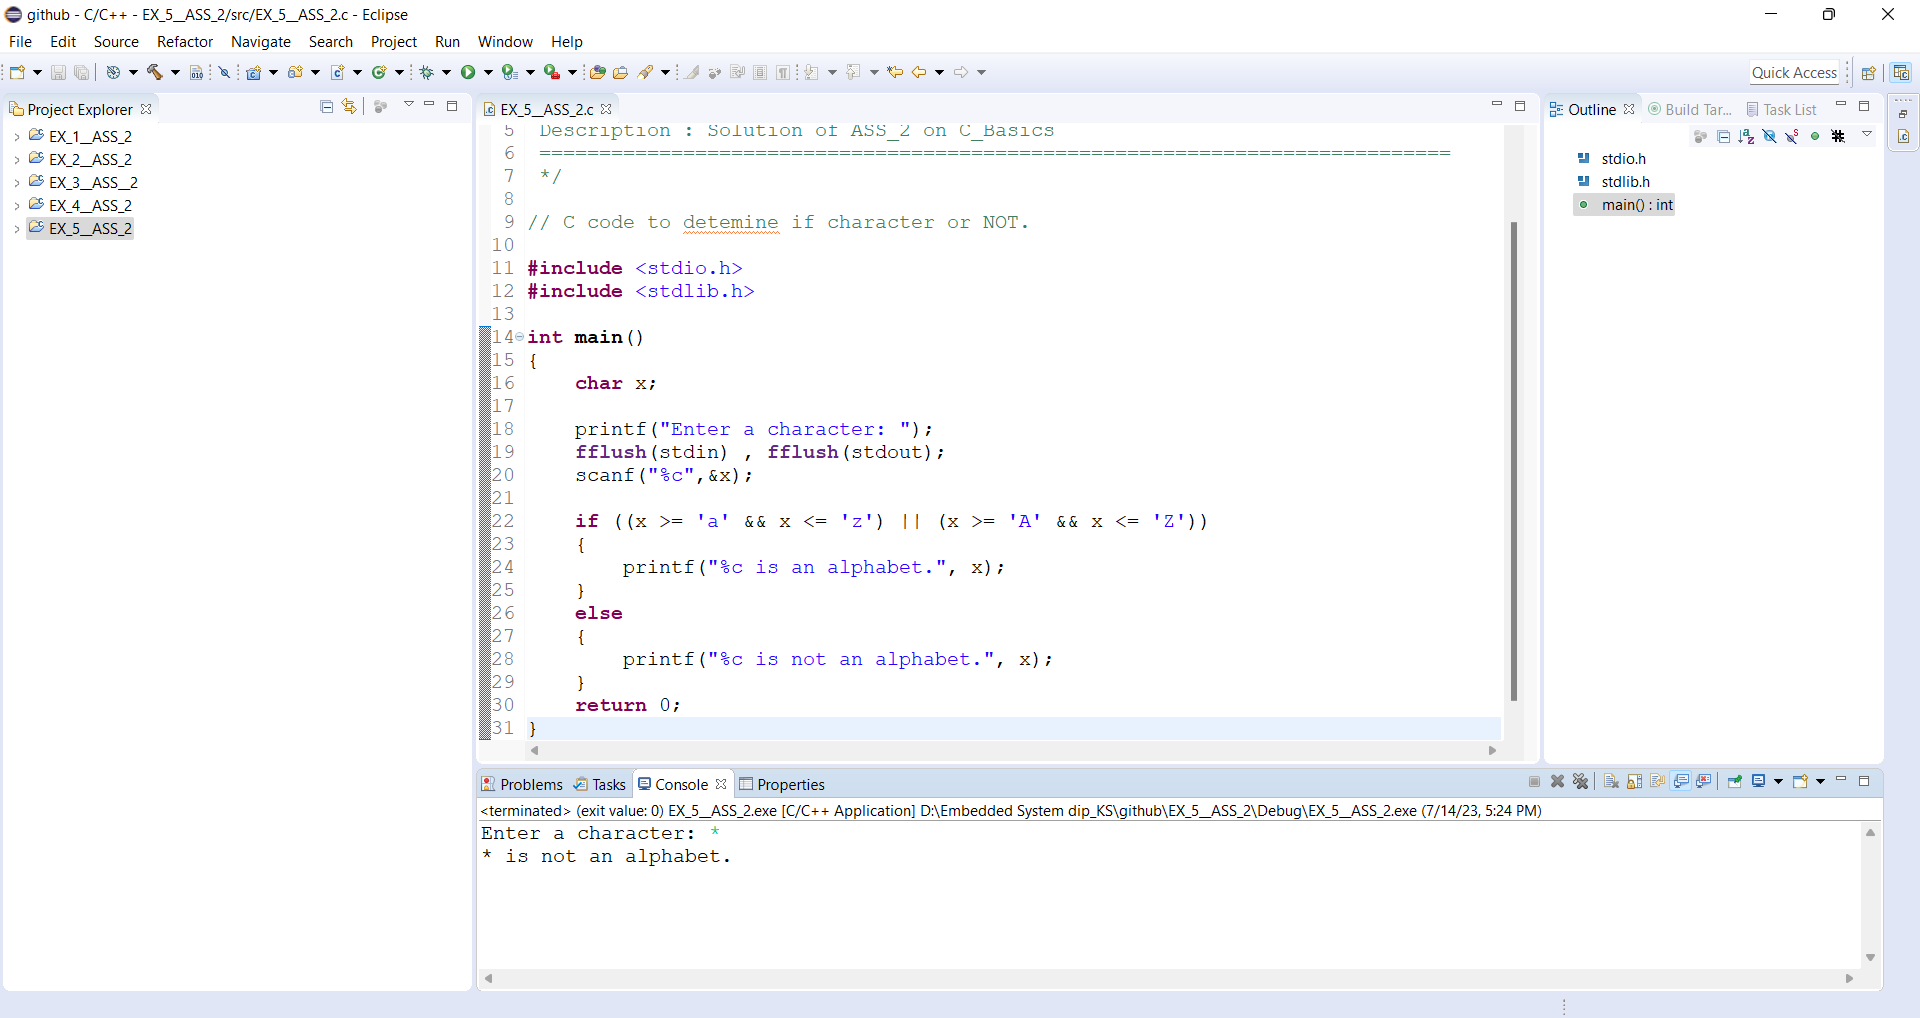 github - C/C++ - EX_5__ASS_2/src/EX_5__ASS_2.c - Eclipse
File Edit Source Refactor Navigate Search Project Run Window Help
Quick Access
Project Explorer
EX_1__ASS_2
EX_2__ASS_2
EX_3__ASS__2
EX_4__ASS_2
EX_5__ASS_2
EX_5__ASS_2.c
5 Description : Solution of ASS_2 on C_Basics
6 ============================================================================
7 */
8
9 // C code to detemine if character or NOT.
10
11 #include <stdio.h>
12 #include <stdlib.h>
13
14 int main()
15 {
16 char x;
17
18 printf("Enter a character: ");
19 fflush(stdin) , fflush(stdout);
20 scanf("%c",&x);
21
22 if ((x >= 'a' && x <= 'z') || (x >= 'A' && x <= 'Z'))
23 {
24 printf("%c is an alphabet.", x);
25 }
26 else
27 {
28 printf("%c is not an alphabet.", x);
29 }
30 return 0;
31 }
Outline Build Tar... Task List
stdio.h
stdlib.h
main() : int
Problems Tasks Console Properties
<terminated> (exit value: 0) EX_5__ASS_2.exe [C/C++ Application] D:\Embedded System dip_KS\github\EX_5__ASS_2\Debug\EX_5__ASS_2.exe (7/14/23, 5:24 PM)
Enter a character: *
* is not an alphabet.